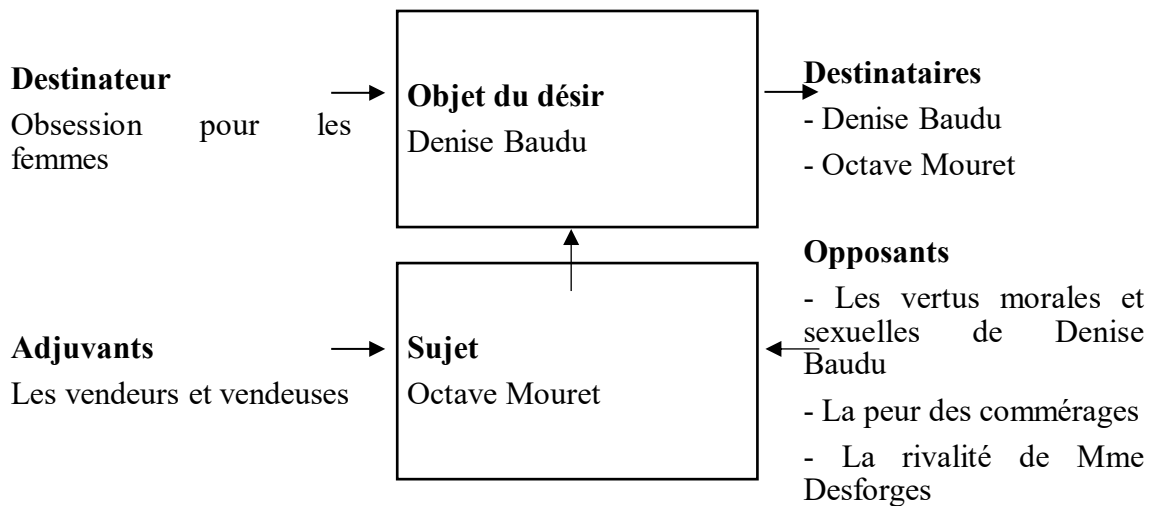 Destinateur
Obsession pour les
femmes
Objet du désir
Denise Baudu
Destinataires
- Denise Baudu
- Octave Mouret
Adjuvants
Les vendeurs et vendeuses
Sujet
Octave Mouret
Opposants
- Les vertus morales et
sexuelles de Denise
Baudu
- La peur des commérages
- La rivalité de Mme
Desforges